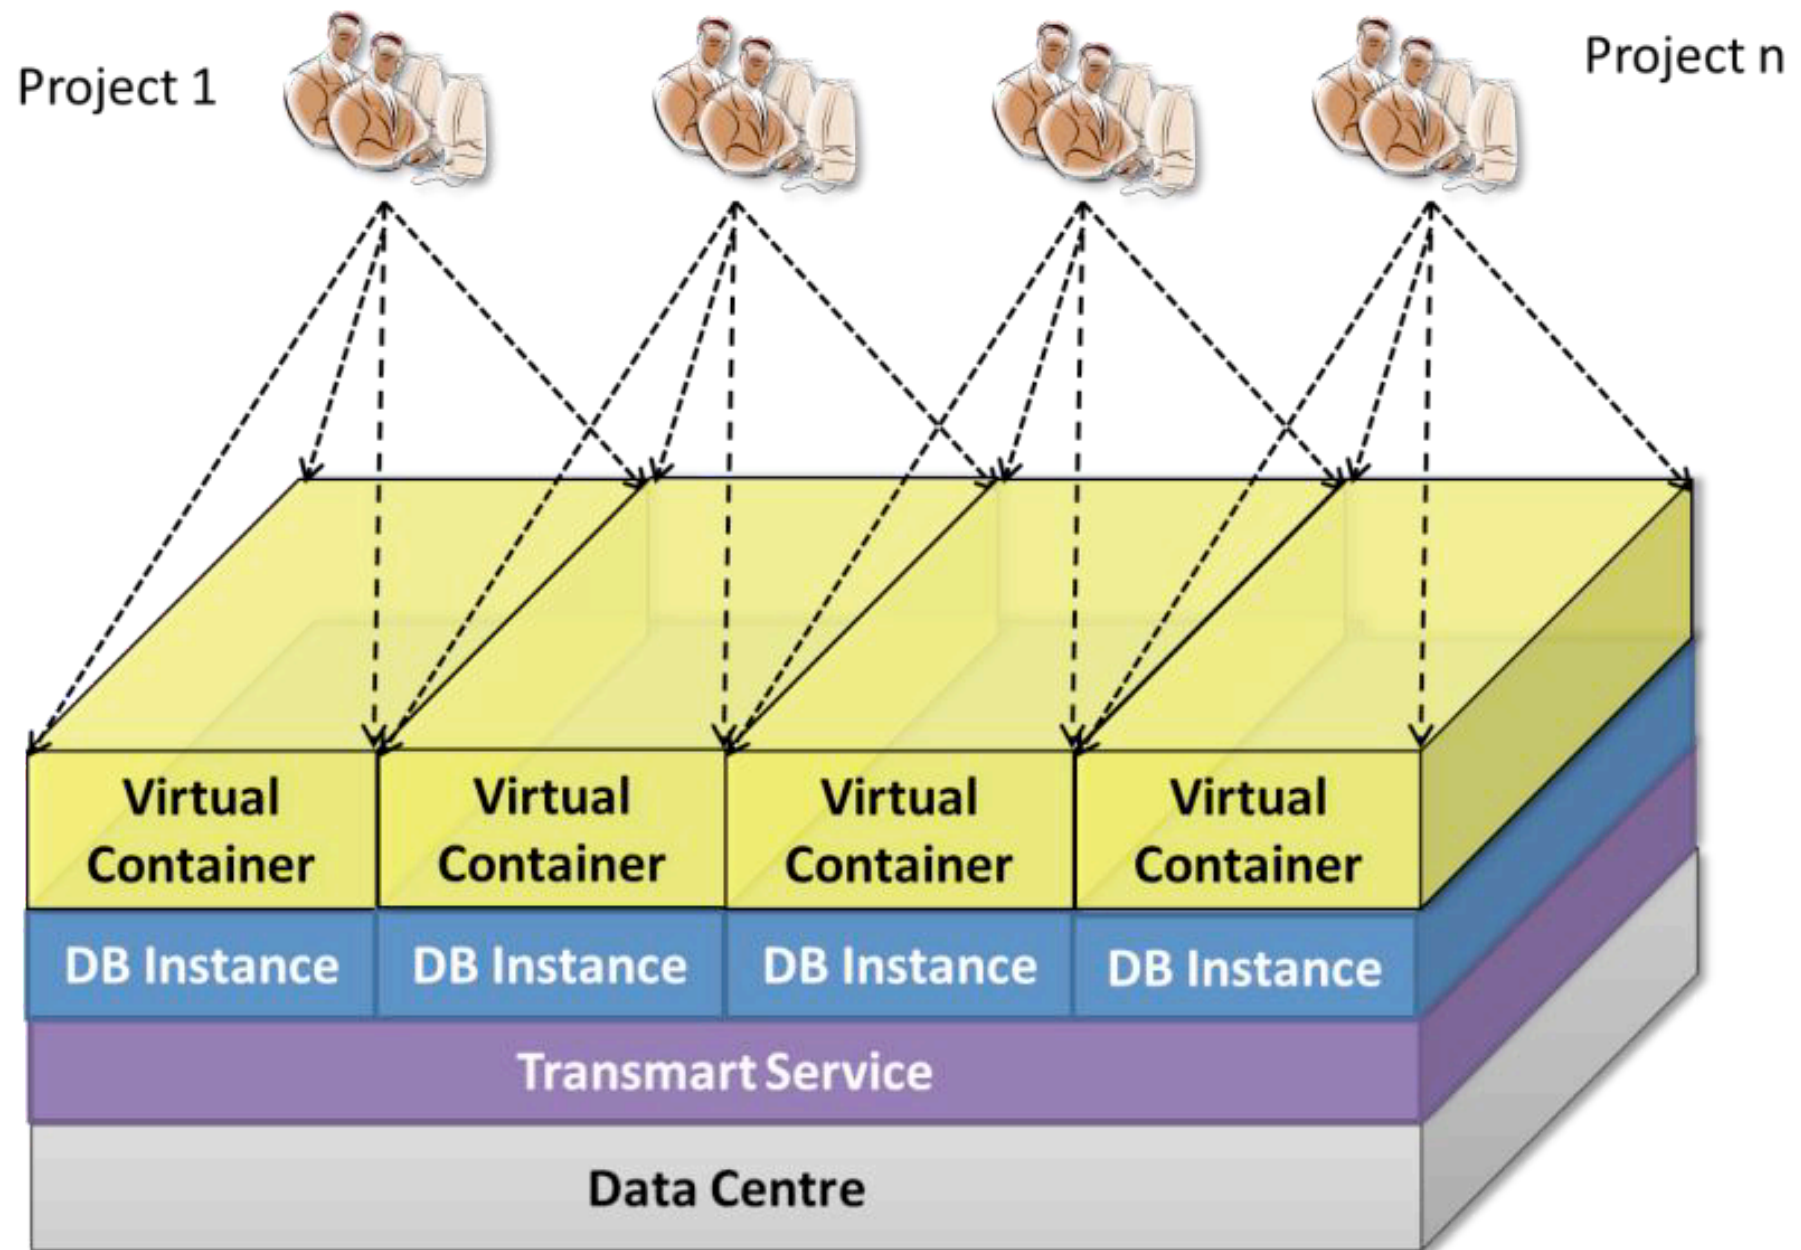 Project 1
Project n
Virtual
Container
Virtual
Container
Virtual
Container
Virtual
Container
DB Instance
DB Instance
DB Instance
DB Instance
Transmart Service
Data Centre